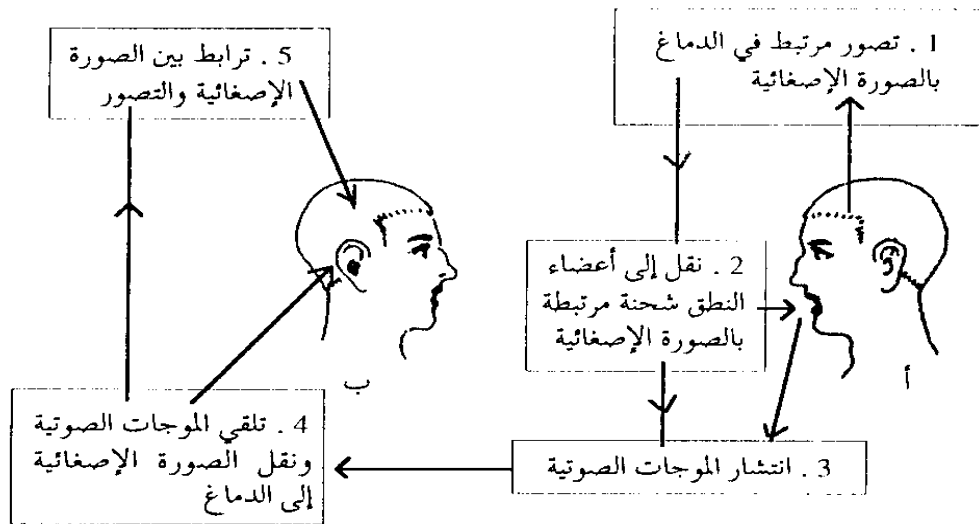 1 . تصور مرتبط في الدماغ
بالصورة الإصغائية
2 . نقل إلى أعضاء
النطق شحنة مرتبطة
بالصورة الإصغائية
أ
3 . انتشار الموجات الصوتية
4 . تلقي الموجات الصوتية
ونقل الصورة الإصغائية
إلى الدماغ
ب
5 . ترابط بين الصورة
الإصغائية والتصور